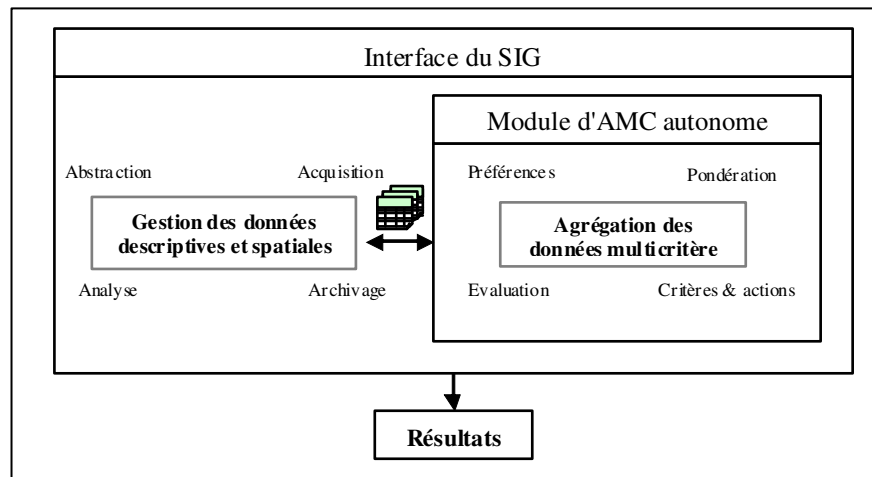 Interface du SIG
Module d'AMC autonome
Abstraction
Acquisition
Gestion des données
descriptives et spatiales
Analyse
Archivage
Préférences
Pondération
Agrégation des
données multicritère
Evaluation
Critères & actions
Résultats